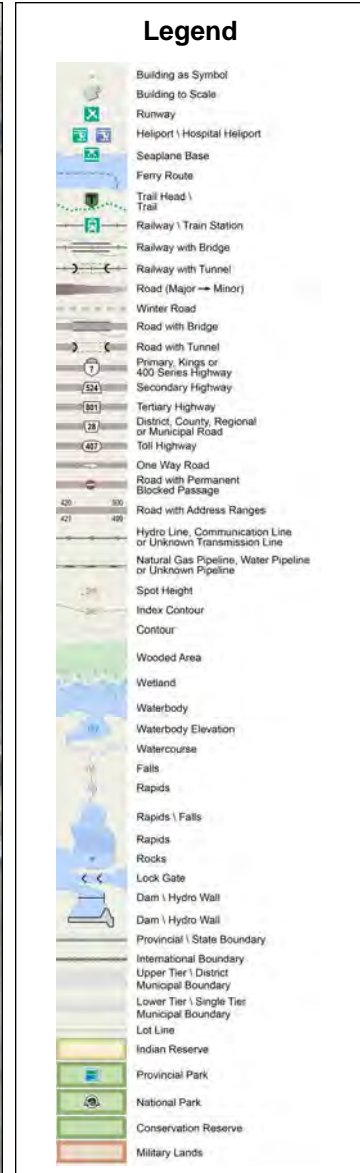 Legend
Building as Symbol
Building to Scale
Runway
Heliport \ Hospital Heliport
Seaplane Base
Ferry Route
Trail Head \
Trail
Railway \ Train Station
Railway with Bridge
Railway with Tunnel
Road (Major → Minor)
Winter Road
Road with Bridge
Road with Tunnel
7
Primary, Kings or
400 Series Highway
524
Secondary Highway
801
Tertiary Highway
28
District, County, Regional
or Municipal Road
407
Toll Highway
One Way Road
Road with Permanent
Blocked Passage
420 500
421 499
Road with Address Ranges
Hydro Line, Communication Line
or Unknown Transmission Line
Natural Gas Pipeline, Water Pipeline
or Unknown Pipeline
Spot Height
Index Contour
Contour
Wooded Area
Wetland
Waterbody
Waterbody Elevation
Watercourse
Falls
Rapids
Rapids \ Falls
Rapids
Rocks
Lock Gate
Dam \ Hydro Wall
Dam \ Hydro Wall
Provincial \ State Boundary
International Boundary
Upper Tier \ District
Municipal Boundary
Lower Tier \ Single Tier
Municipal Boundary
Lot Line
Indian Reserve
Provincial Park
National Park
Conservation Reserve
Military Lands